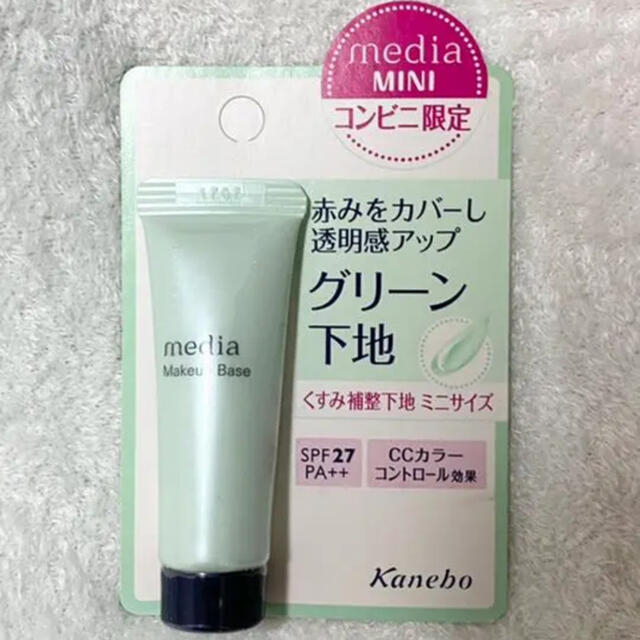 media
MINI
コンビニ限定
赤みをカバーし
透明感アップ
グリーン
下地
くすみ補整下地 ミニサイズ
SPF27
PA++
CCカラー
コントロール効果
Kanebo
media
Makeup Base